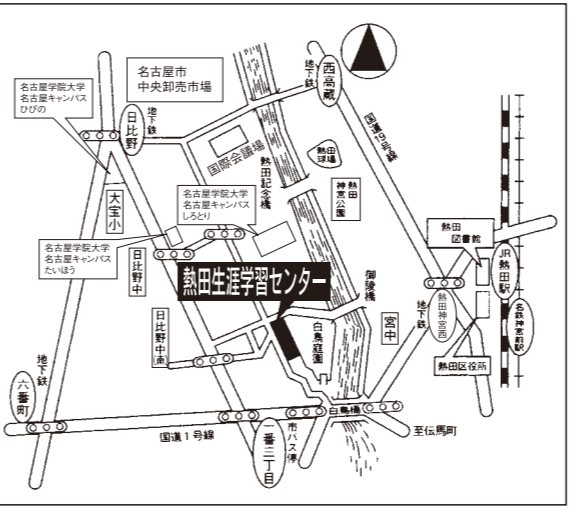 名古屋市
中央卸売市場
名古屋学院大学
名古屋キャンパス
ひびの
地下鉄
日比野
地下鉄
西高蔵
国道19号線
国際会議場
熱田記念橋
熱田
球場
熱田
神宮公園
大宝小
名古屋学院大学
名古屋キャンパス
しろとり
名古屋学院大学
名古屋キャンパス
たいほう
日比野中
熱田
図書館
JR
熱田駅
名鉄神宮前駅
熱田生涯学習センター
御陵橋
宮中
地下鉄
熱田神宮西
日比野中(南)
白鳥庭園
熱田区役所
地下鉄
六番町
国道1号線
一番三丁目
市バス停
白鳥橋
至伝馬町